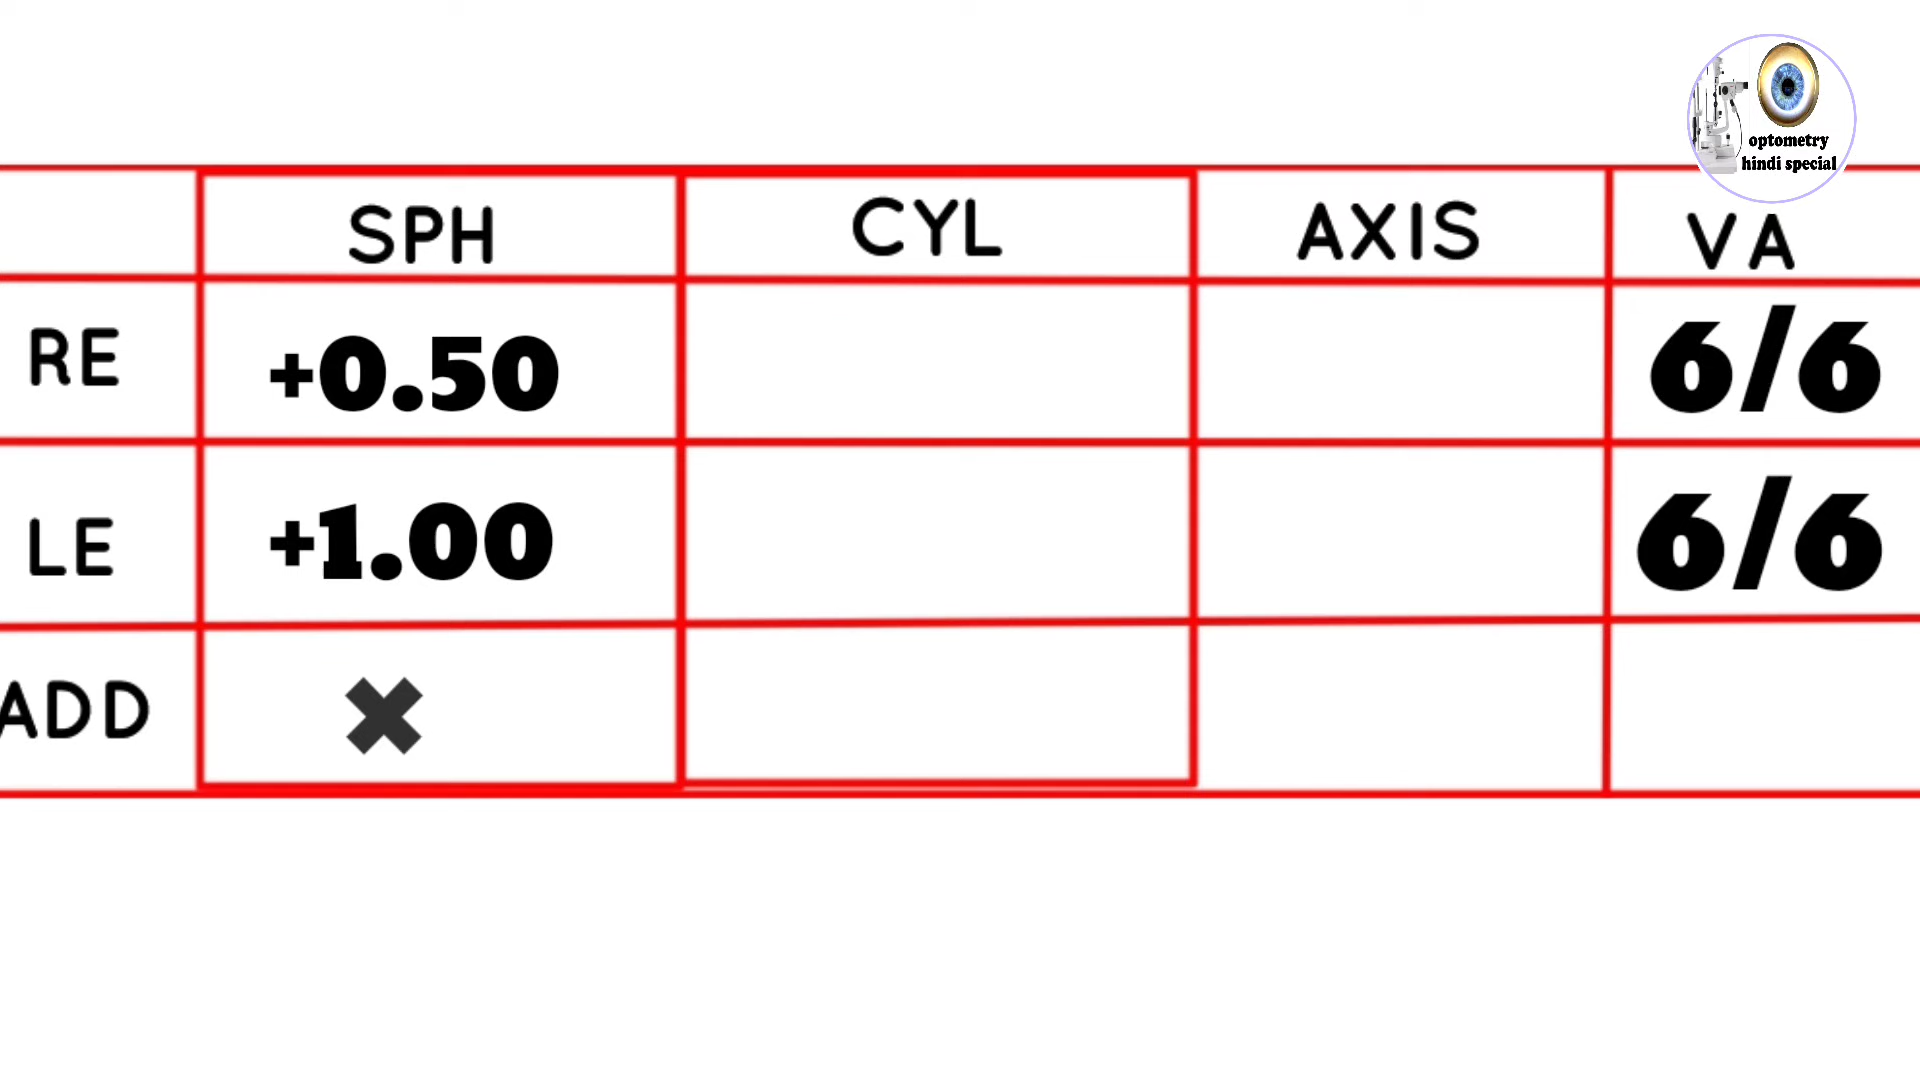 optometry
hindi special
SPH CYL AXIS VA
RE +0.50 6/6
LE +1.00 6/6
ADD ✖